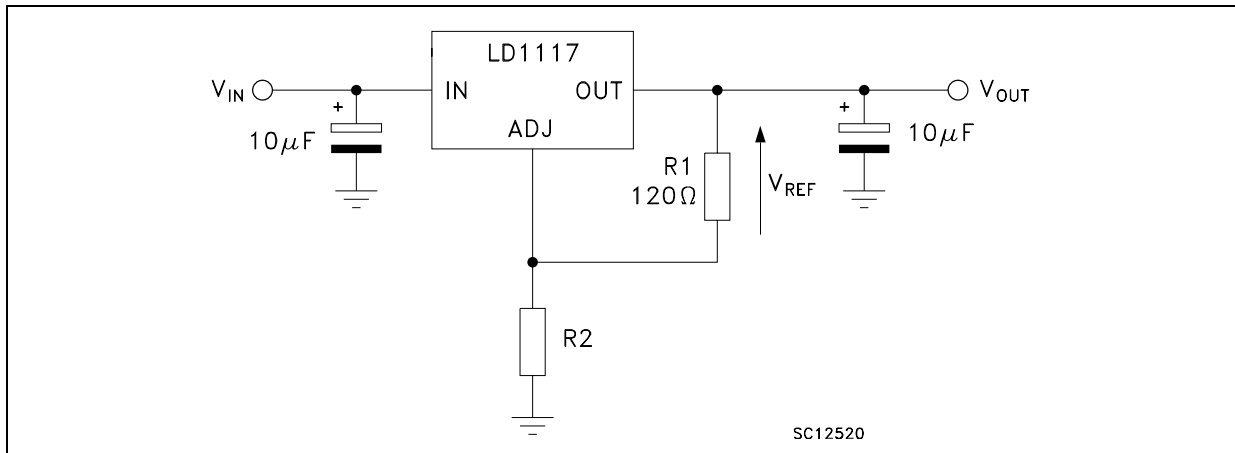 LD1117
V_IN
IN
OUT
V_OUT
+
10μF
ADJ
+
10μF
R1
120Ω
V_REF
R2
SC12520